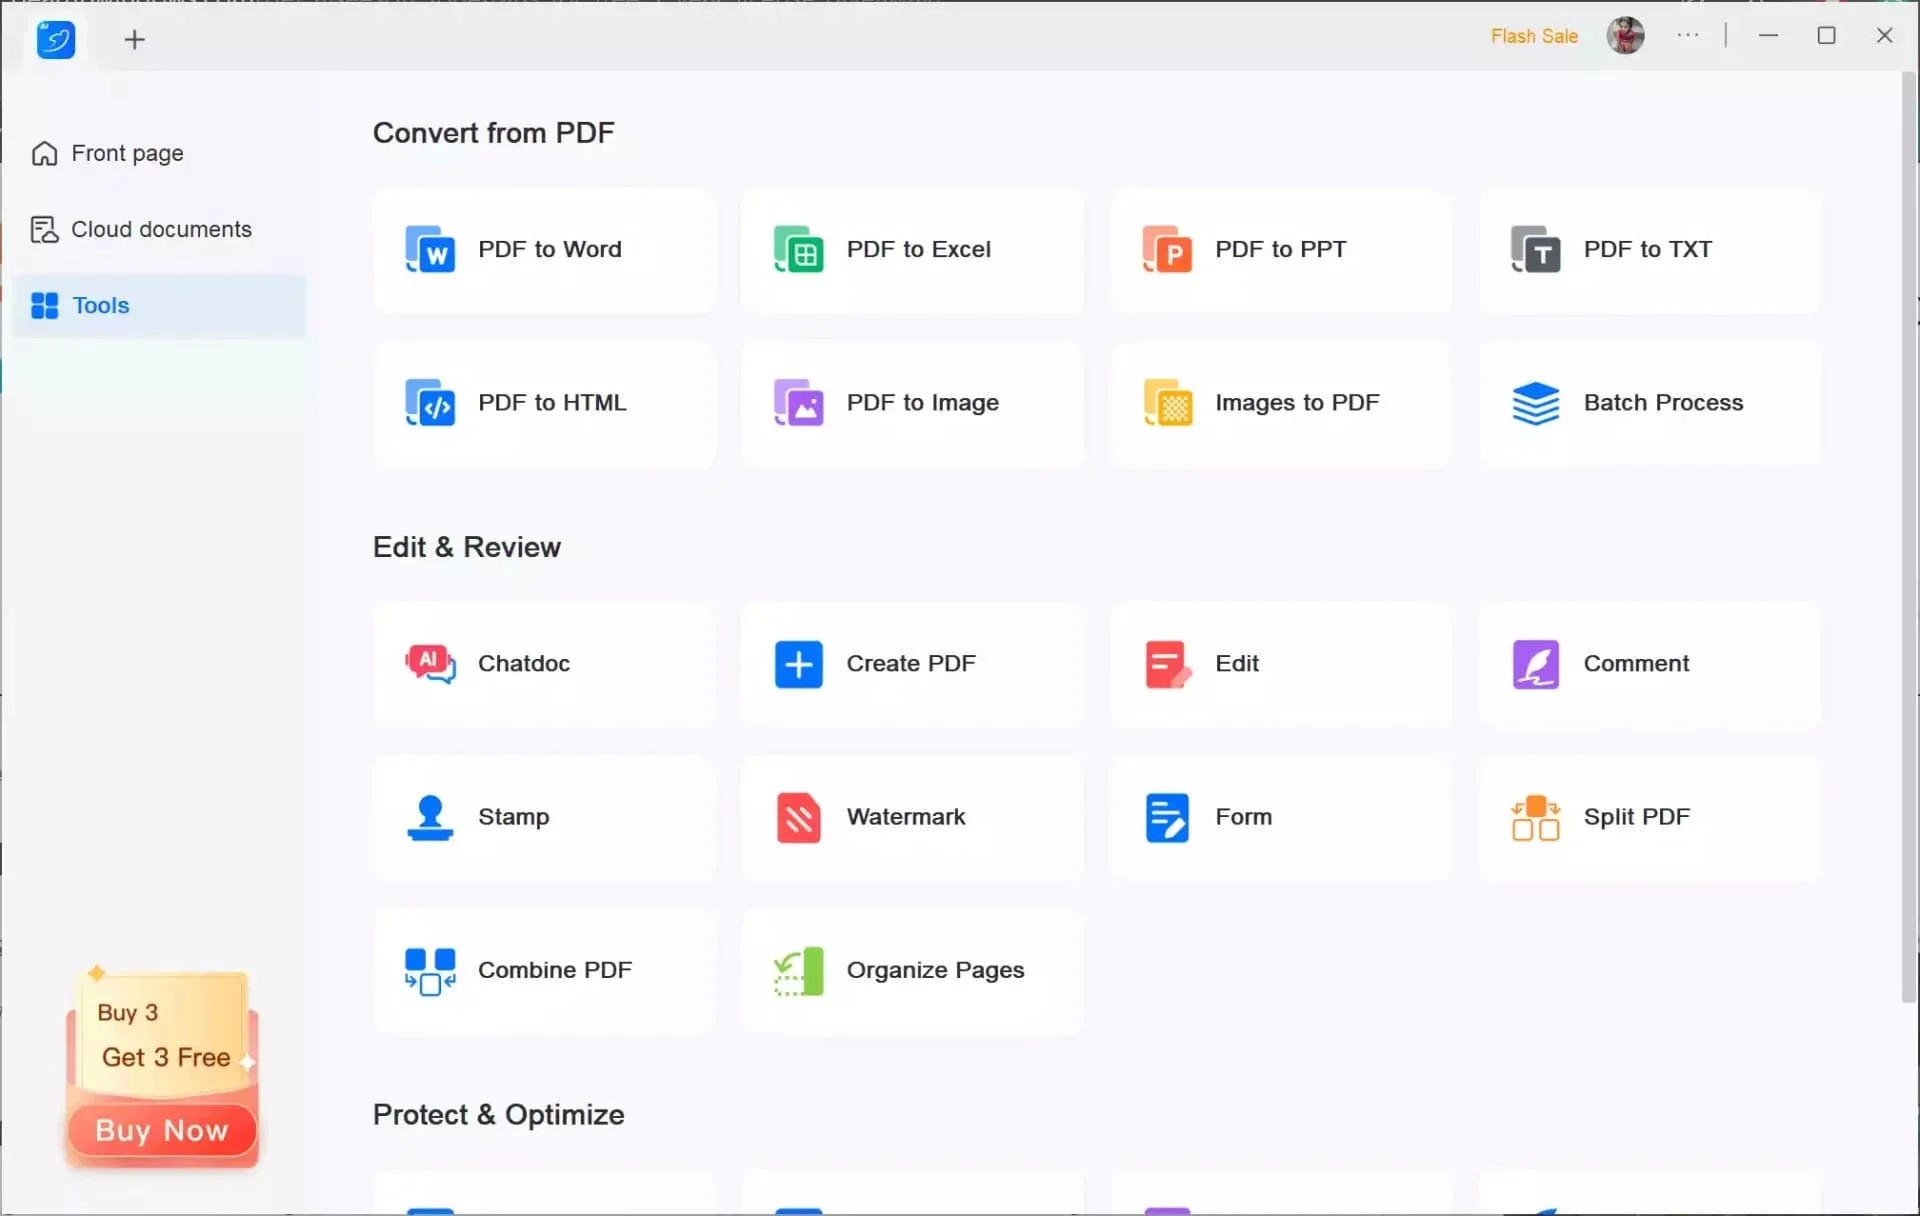 Flash Sale
Front page
Cloud documents
Tools
Convert from PDF
PDF to Word
PDF to Excel
PDF to PPT
PDF to TXT
PDF to HTML
PDF to Image
Images to PDF
Batch Process
Edit & Review
Chatdoc
Create PDF
Edit
Comment
Stamp
Watermark
Form
Split PDF
Combine PDF
Organize Pages
Protect & Optimize
Buy 3
Get 3 Free
Buy Now